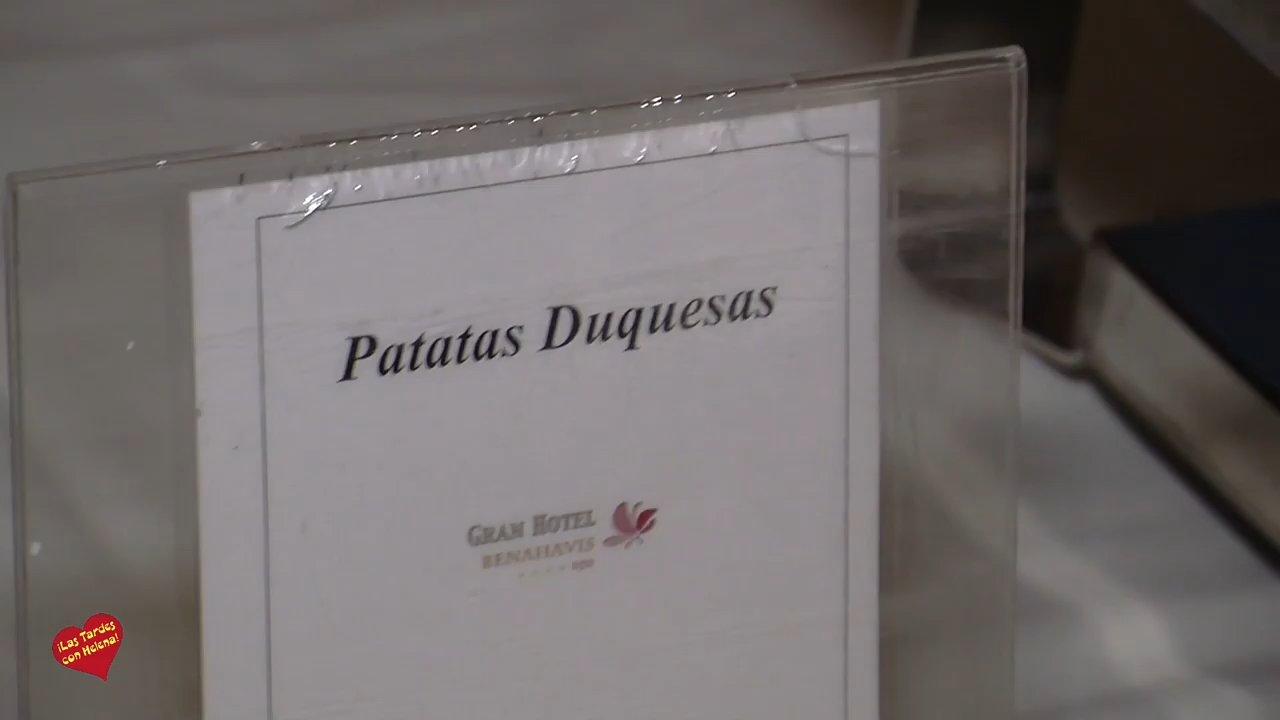 Patatas Duquesas
GRAN HOTEL
BENAHAVIS
¡Las Tardes
con Helena!